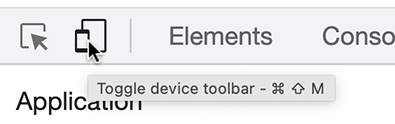 Elements Conso
Toggle device toolbar - ⌘ ⇧ M
Application